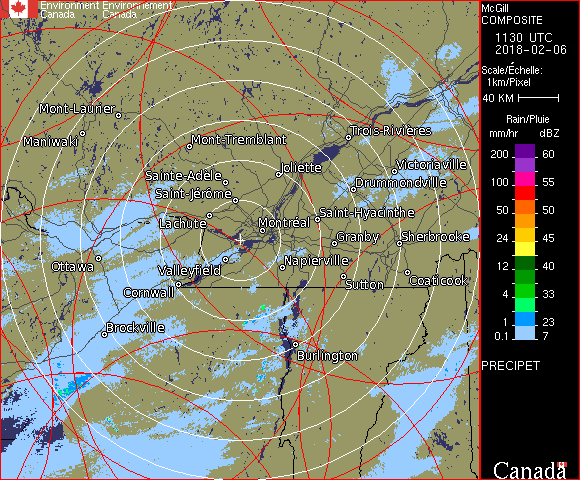 Environment Environnement
Canada Canada
McGill
COMPOSITE
1130 UTC
2018-02-06
Scale/Échelle:
1km/Pixel
40 KM
Rain/Pluie
mm/hr dBZ
200 60
100 55
50 50
24 45
12 40
4 33
1 23
0.1 7
PRECIPET
Canada
Mont-Laurier
Maniwaki
Mont-Tremblant
Trois-Rivières
Sainte-Adèle
Joliette
Victoriaville
Saint-Jérôme
Drummondville
Lachute
Saint-Hyacinthe
Montréal
Granby
Sherbrooke
Ottawa
Valleyfield
Napierville
Cornwall
Sutton
Coaticook
Brockville
Burlington